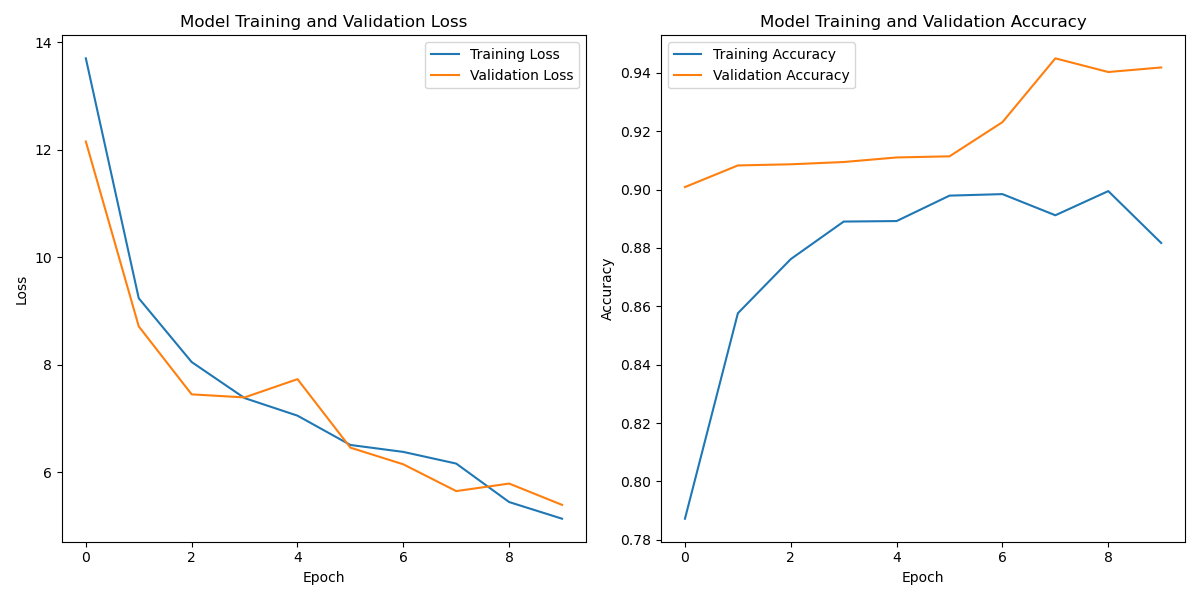 Model Training and Validation Loss
14
12
10
8
6
Loss
Training Loss
Validation Loss
0 2 4 6 8
Epoch
Model Training and Validation Accuracy
0.94
0.92
0.90
0.88
0.86
0.84
0.82
0.80
0.78
Accuracy
Training Accuracy
Validation Accuracy
0 2 4 6 8
Epoch